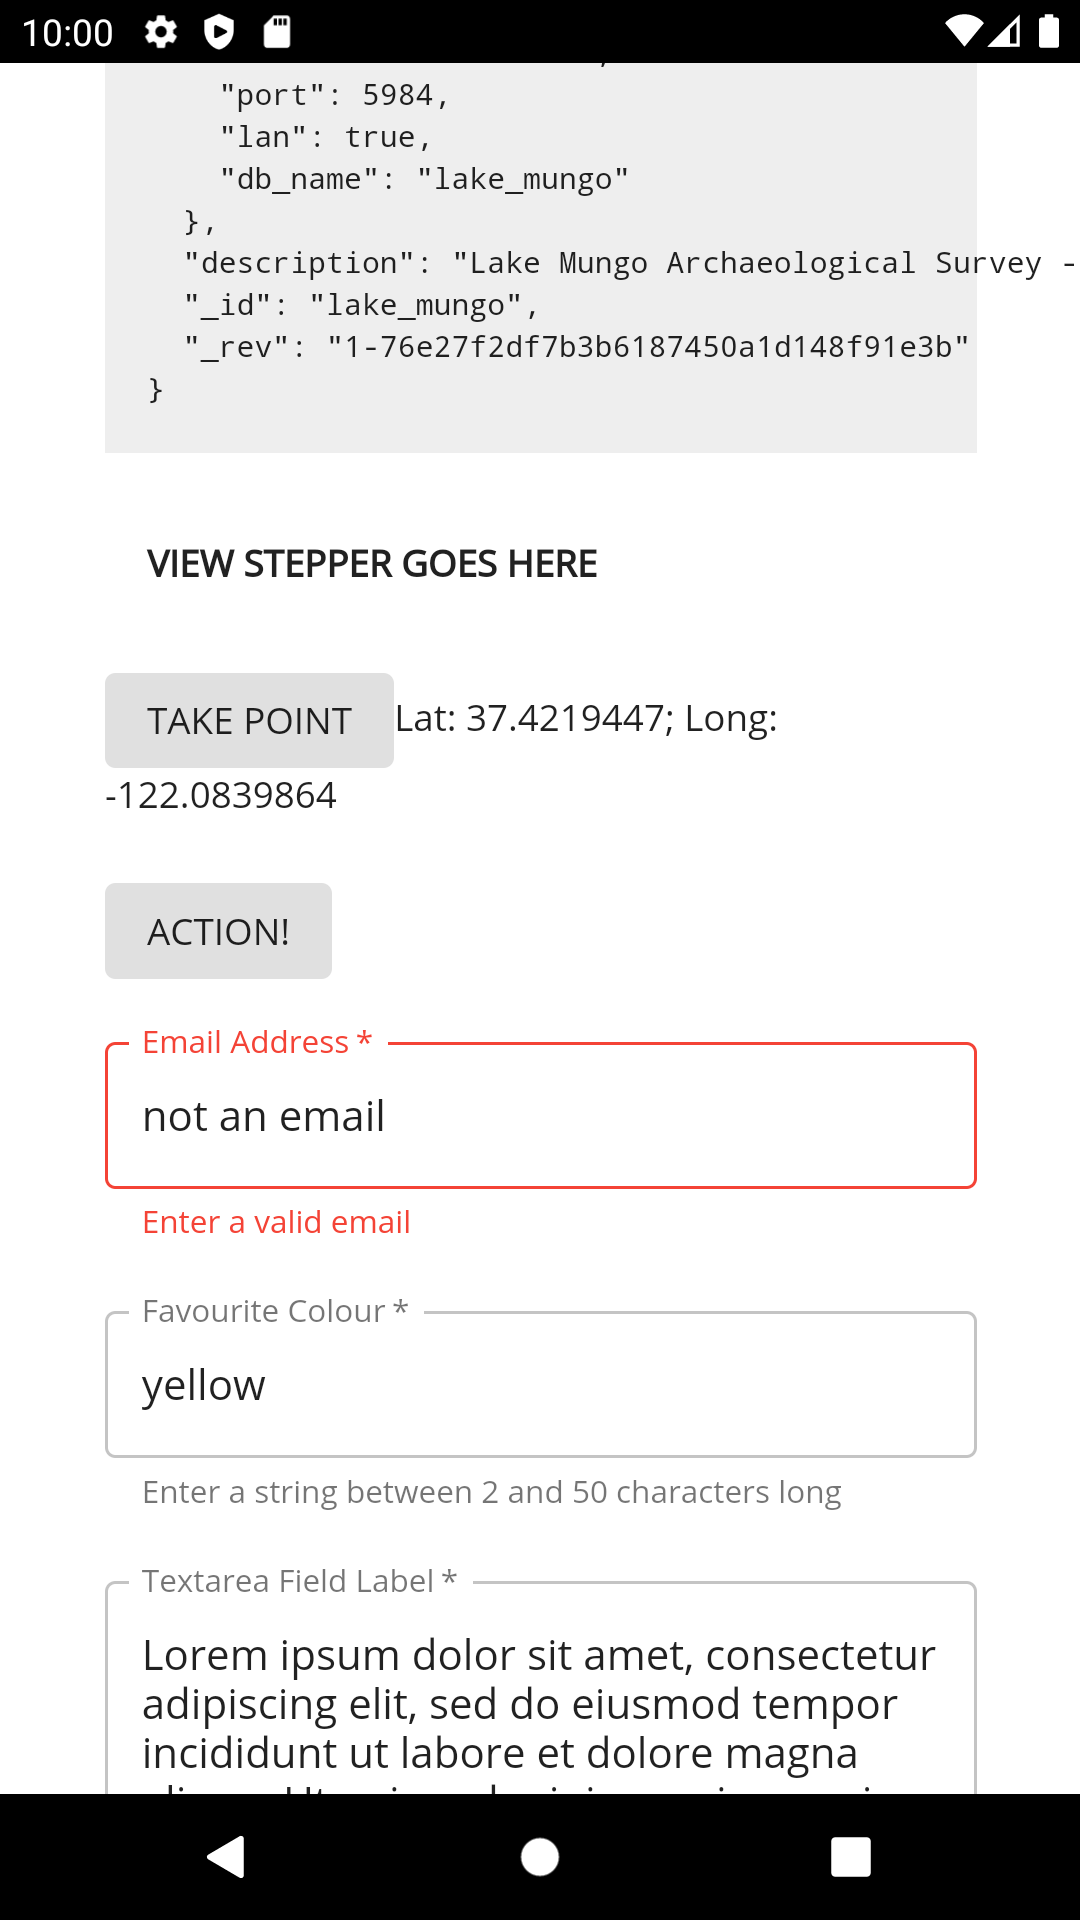 10:00
"port": 5984,
"lan": true,
"db_name": "lake_mungo"
},
"description": "Lake Mungo Archaeological Survey -
"_id": "lake_mungo",
"_rev": "1-76e27f2df7b3b6187450a1d148f91e3b"
}
VIEW STEPPER GOES HERE
TAKE POINT Lat: 37.4219447; Long:
-122.0839864
ACTION!
Email Address *
not an email
Enter a valid email
Favourite Colour *
yellow
Enter a string between 2 and 50 characters long
Textarea Field Label *
Lorem ipsum dolor sit amet, consectetur
adipiscing elit, sed do eiusmod tempor
incididunt ut labore et dolore magna